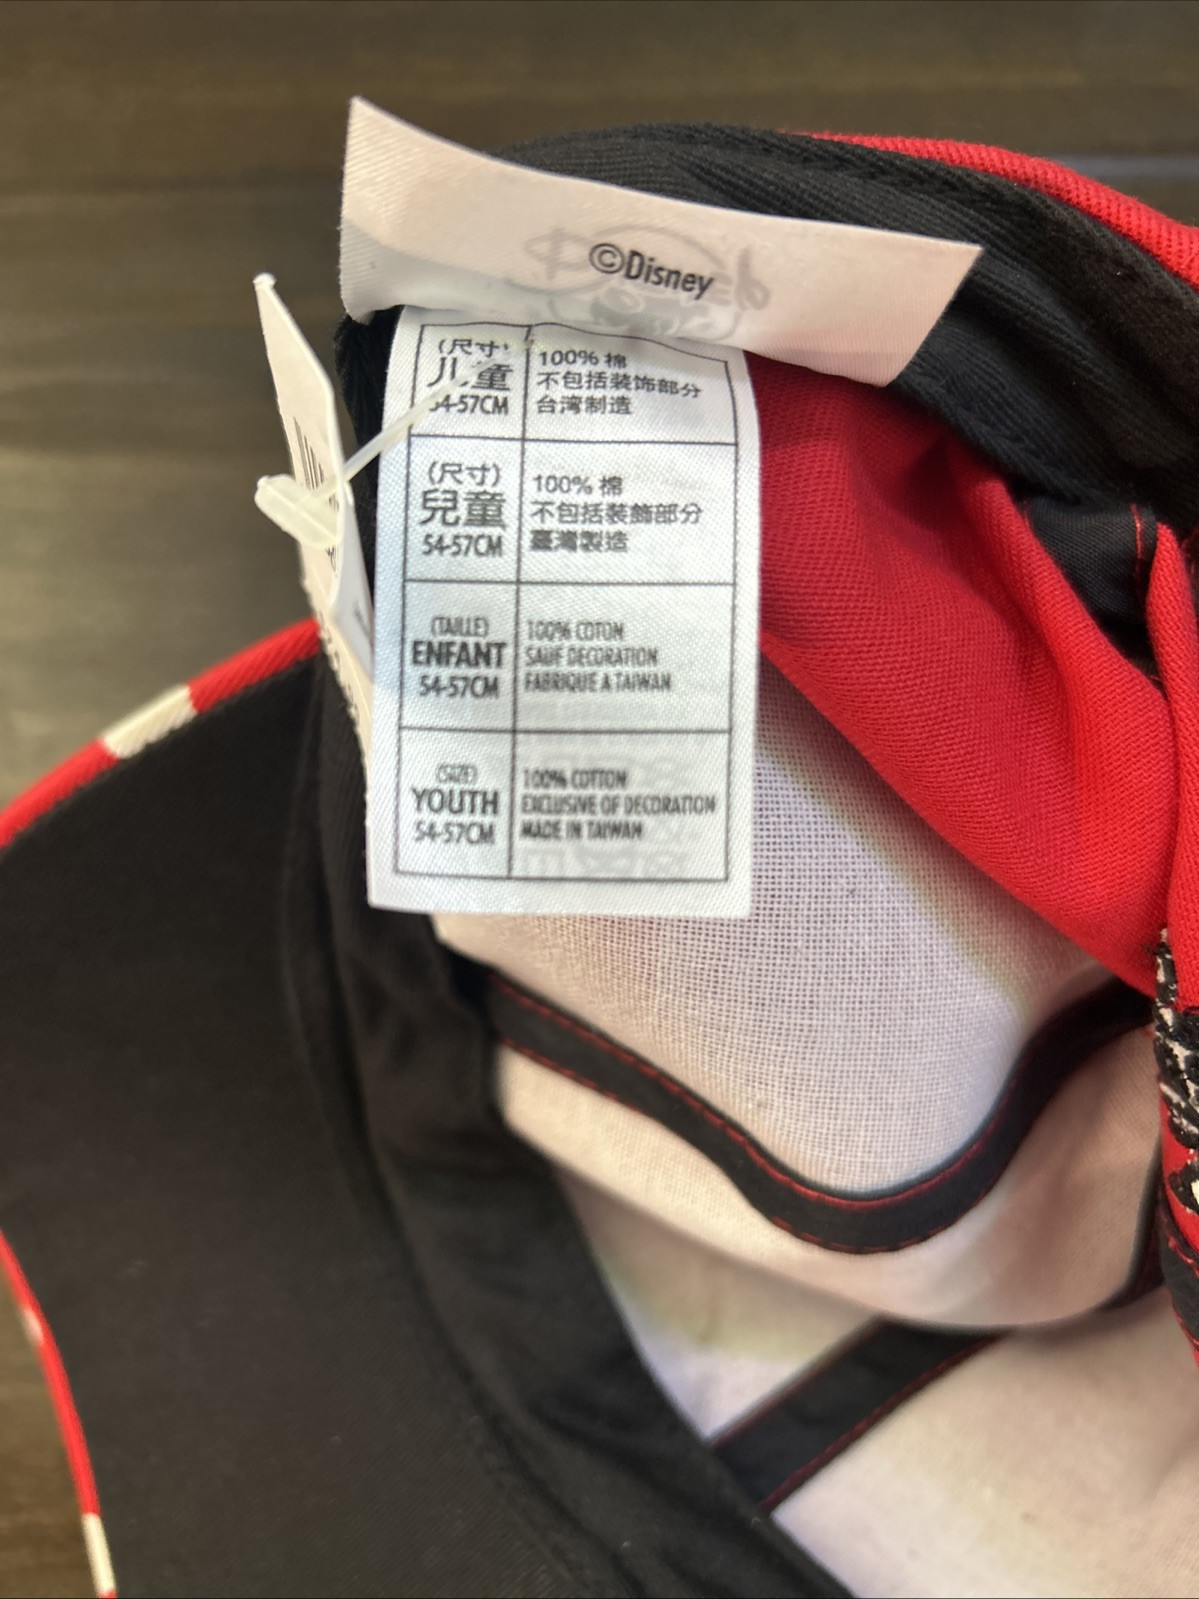 ©Disney
(尺寸)
儿童
54-57CM
100% 棉
不包括装饰部分
台湾制造
(尺寸)
兒童
54-57CM
100% 棉
不包括裝飾部分
臺灣製造
(TAILLE)
ENFANT
54-57CM
100% COTON
SAUF DECORATION
FABRIQUE A TAIWAN
(SIZE)
YOUTH
54-57CM
100% COTTON
EXCLUSIVE OF DECORATION
MADE IN TAIWAN